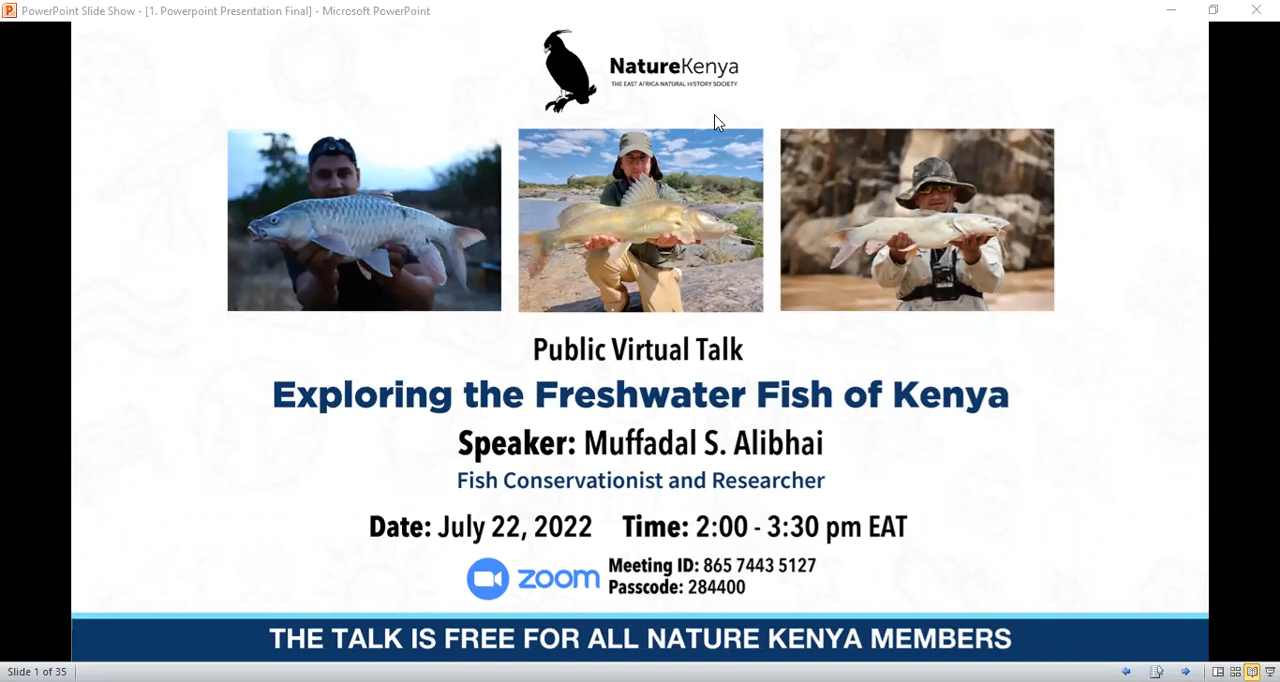 PowerPoint Slide Show - [1. Powerpoint Presentation Final] - Microsoft PowerPoint
NatureKenya
THE EAST AFRICA NATURAL HISTORY SOCIETY
Public Virtual Talk
Exploring the Freshwater Fish of Kenya
Speaker: Muffadal S. Alibhai
Fish Conservationist and Researcher
Date: July 22, 2022 Time: 2:00 - 3:30 pm EAT
zoom
Meeting ID: 865 7443 5127
Passcode: 284400
THE TALK IS FREE FOR ALL NATURE KENYA MEMBERS
Slide 1 of 35